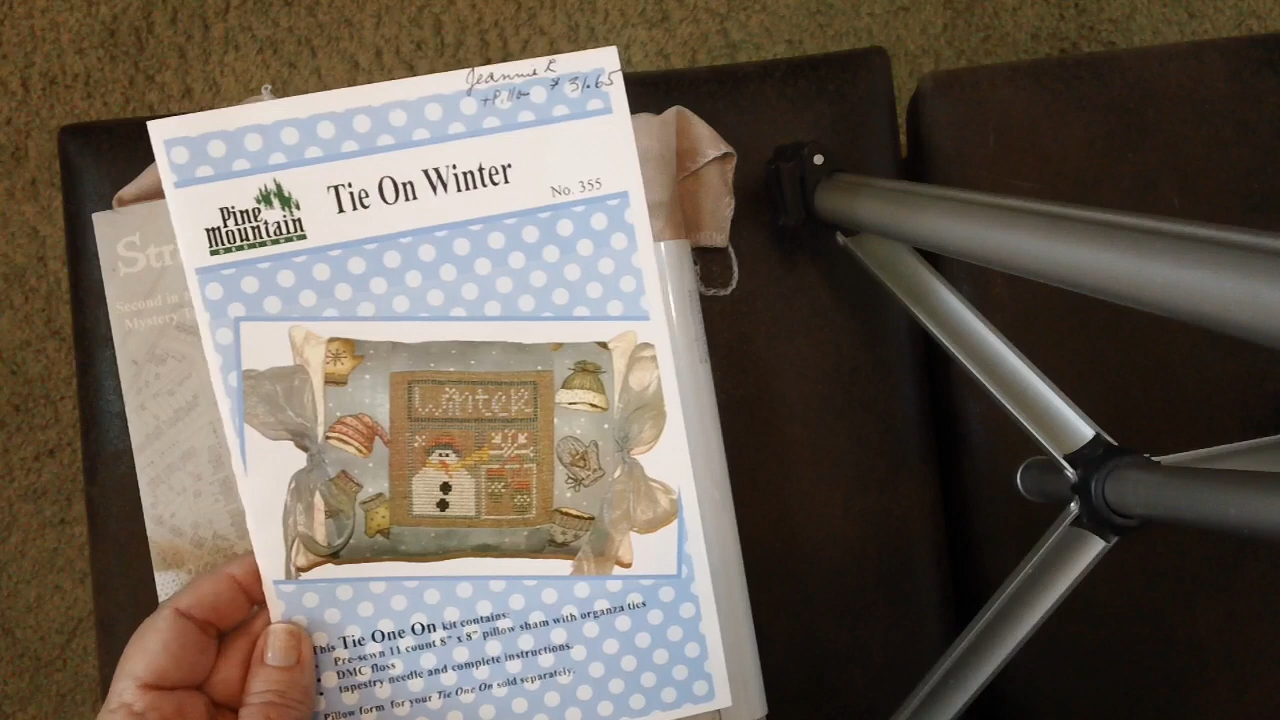 Jeannie L
+Pillow $ 31.65
Tie On Winter
No. 355
Pine
Mountain
DESIGNS
Str
Second in
Mystery
winter
This Tie One On kit contains:
• Pre-sewn 11 count 8" x 8" pillow sham with organza ties
• DMC floss
• tapestry needle and complete instructions.
Pillow form for your Tie One On sold separately.